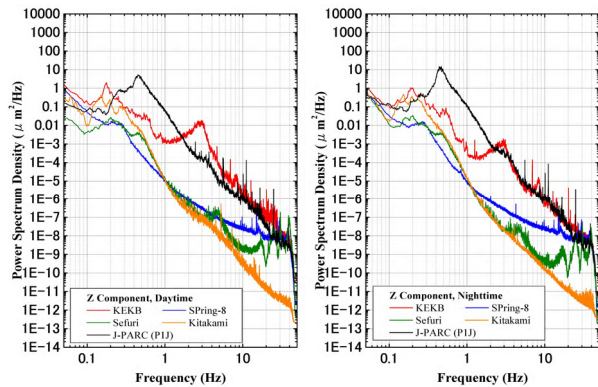 10000
1000
100
10
1
0.1
0.01
1E-3
1E-4
1E-5
1E-6
1E-7
1E-8
1E-9
1E-10
1E-11
1E-12
1E-13
1E-14
Power Spectrum Density (μ m²/Hz)
Z Component, Daytime
KEKB SPring-8
Sefuri Kitakami
J-PARC (P1J)
0.1 1 10
Frequency (Hz)
10000
1000
100
10
1
0.1
0.01
1E-3
1E-4
1E-5
1E-6
1E-7
1E-8
1E-9
1E-10
1E-11
1E-12
1E-13
1E-14
Power Spectrum Density (μ m²/Hz)
Z Component, Nighttime
KEKB SPring-8
Sefuri Kitakami
J-PARC (P1J)
0.1 1 10
Frequency (Hz)